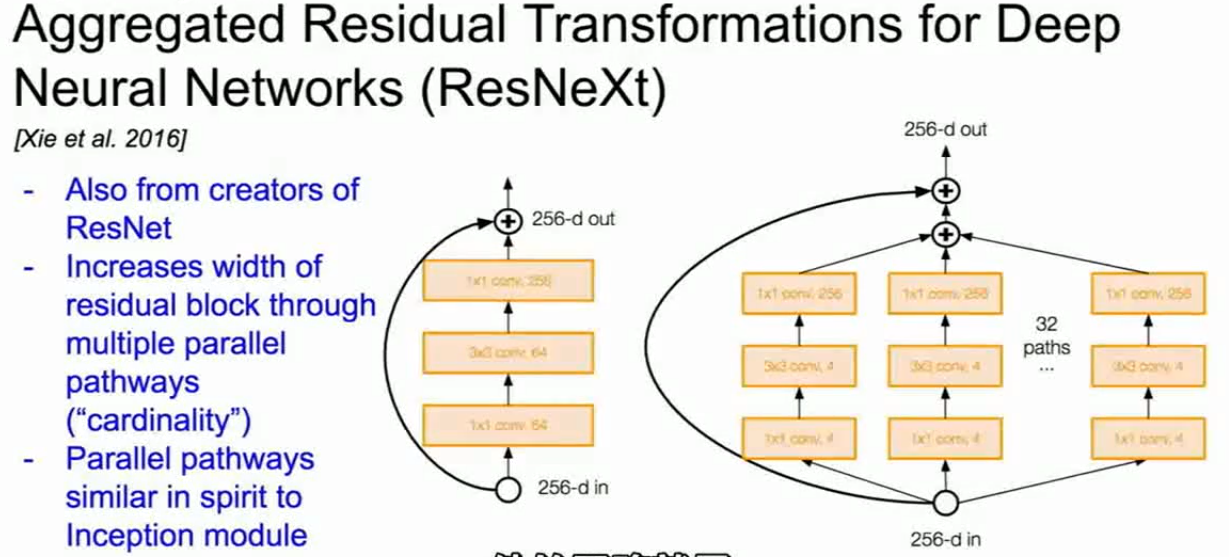 Aggregated Residual Transformations for Deep
Neural Networks (ResNeXt)
[Xie et al. 2016]
- Also from creators of
ResNet
- Increases width of
residual block through
multiple parallel
pathways
(“cardinality”)
- Parallel pathways
similar in spirit to
Inception module
256-d out
1x1 conv, 256
3x3 conv, 64
1x1 conv, 64
256-d in
256-d out
1x1 conv, 256
1x1 conv, 256
1x1 conv, 256
32
paths
...
3x3 conv, 4
3x3 conv, 4
3x3 conv, 4
1x1 conv, 4
1x1 conv, 4
1x1 conv, 4
256-d in